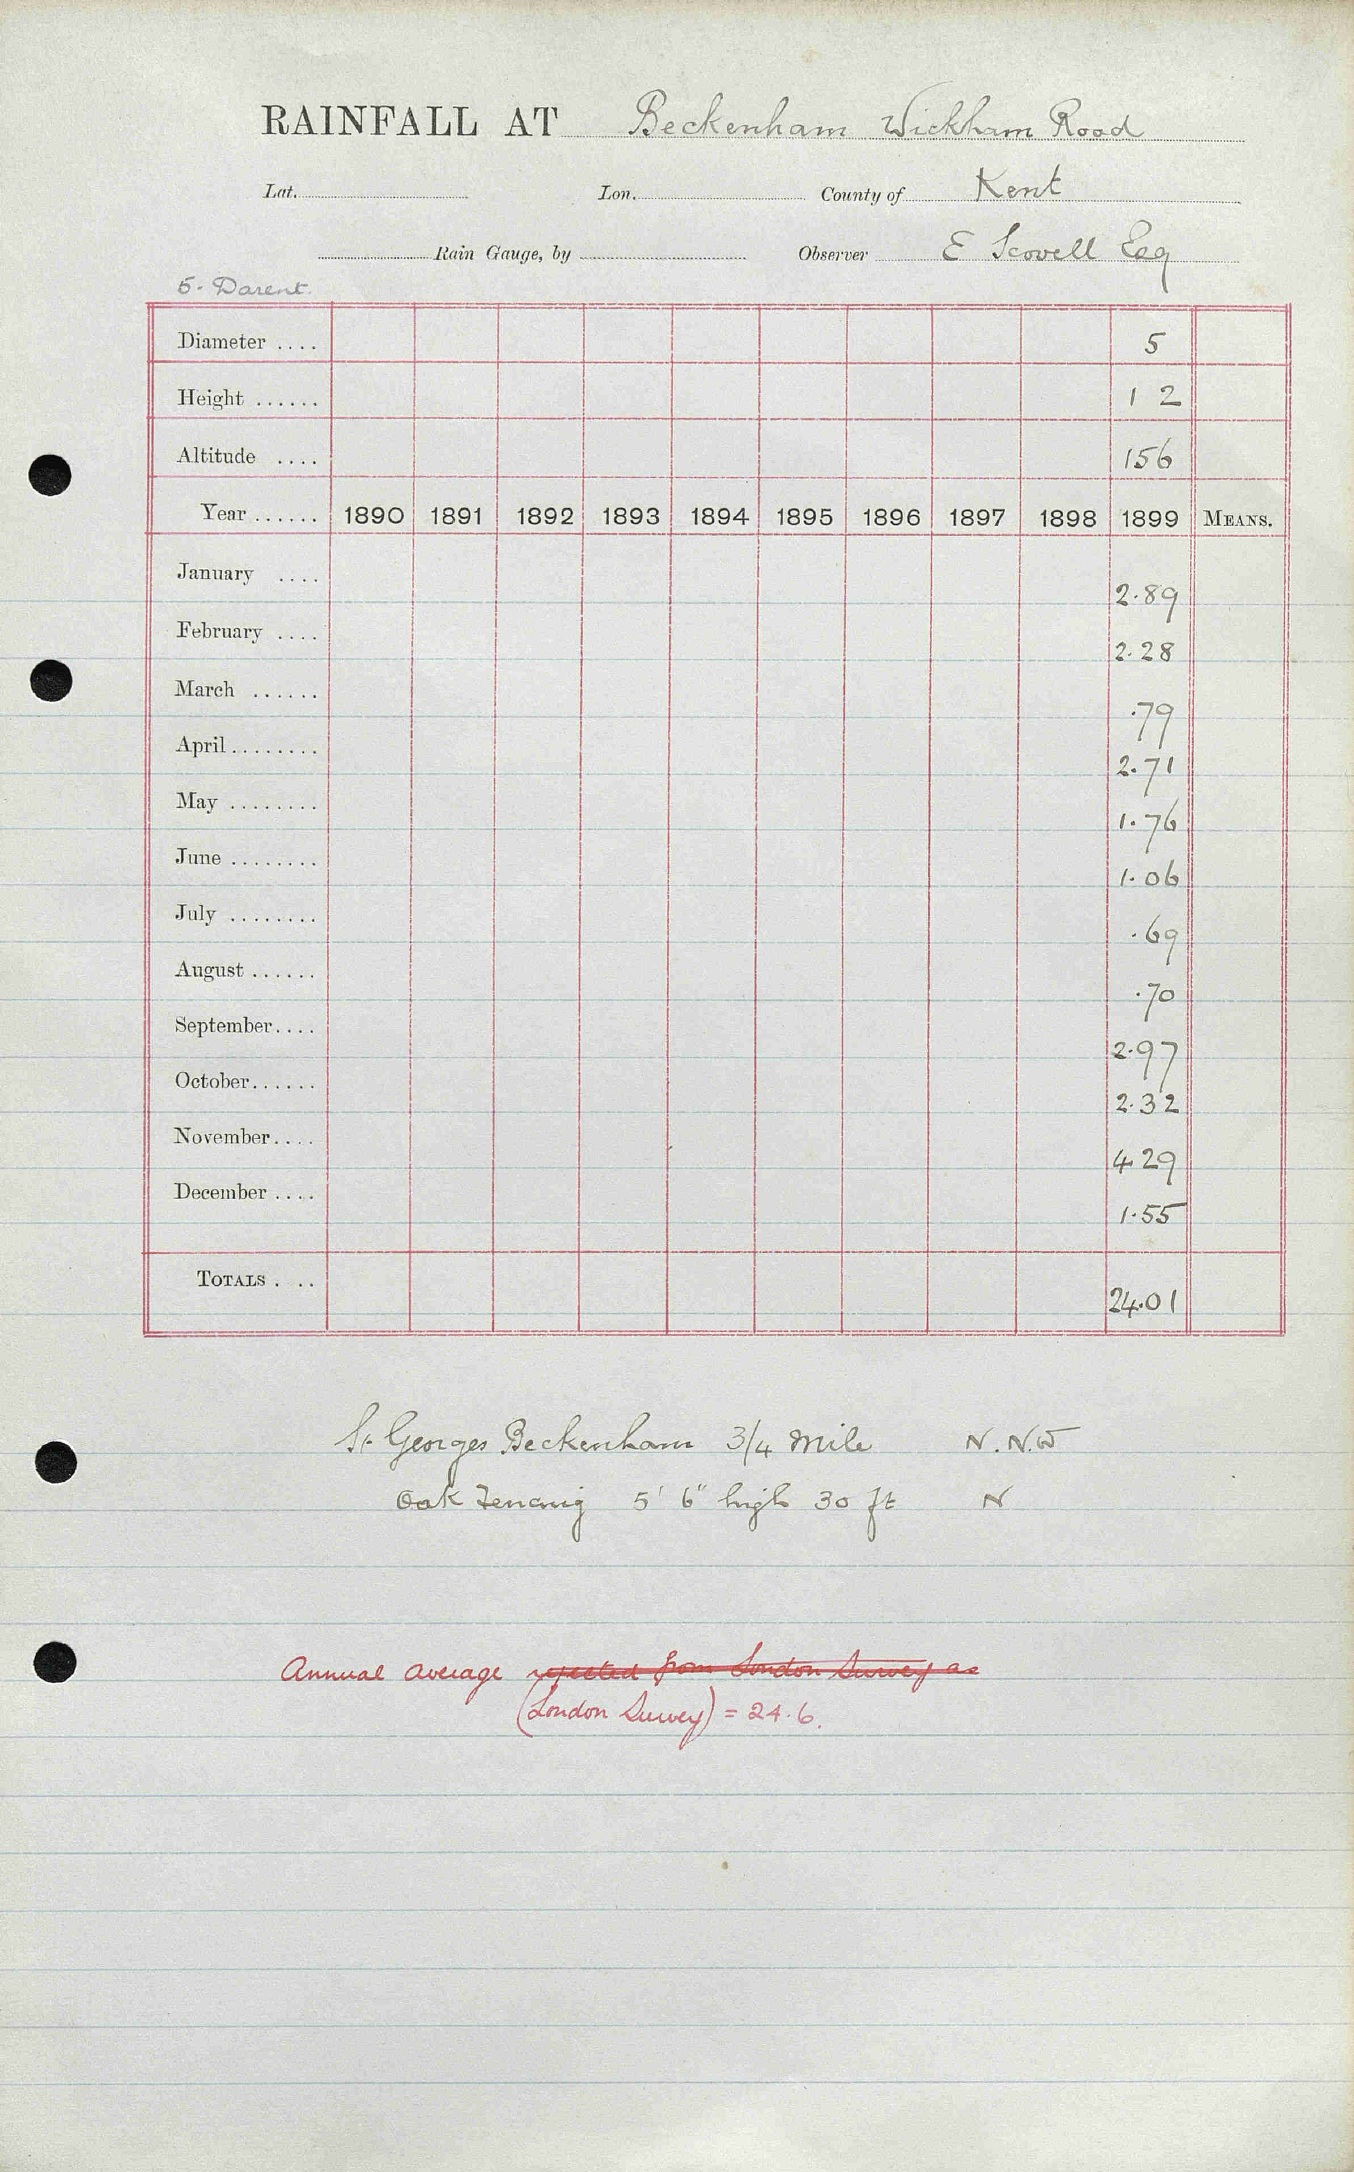 RAINFALL AT Beckenham Wickham Road
Lat. Lon. County of Kent
Rain Gauge, by Observer E Scovell Esq
5. Darent.
Diameter .... 5
Height ...... 1 2
Altitude .... 156
Year ...... 1890 1891 1892 1893 1894 1895 1896 1897 1898 1899 MEANS.
January .... 2.89
February .... 2.28
March ...... .79
April ........ 2.71
May ........ 1.76
June ........ 1.06
July ........ .69
August ...... .70
September .... 2.97
October ...... 2.32
November .... 4 29
December .... 1.55
TOTALS . .. 24.01
St Georges Beckenham 3/4 mile N.N.W
Oak Fencing 5' 6" high 30 ft N
Annual average rejected from London Survey as
(London Survey) = 24.6.